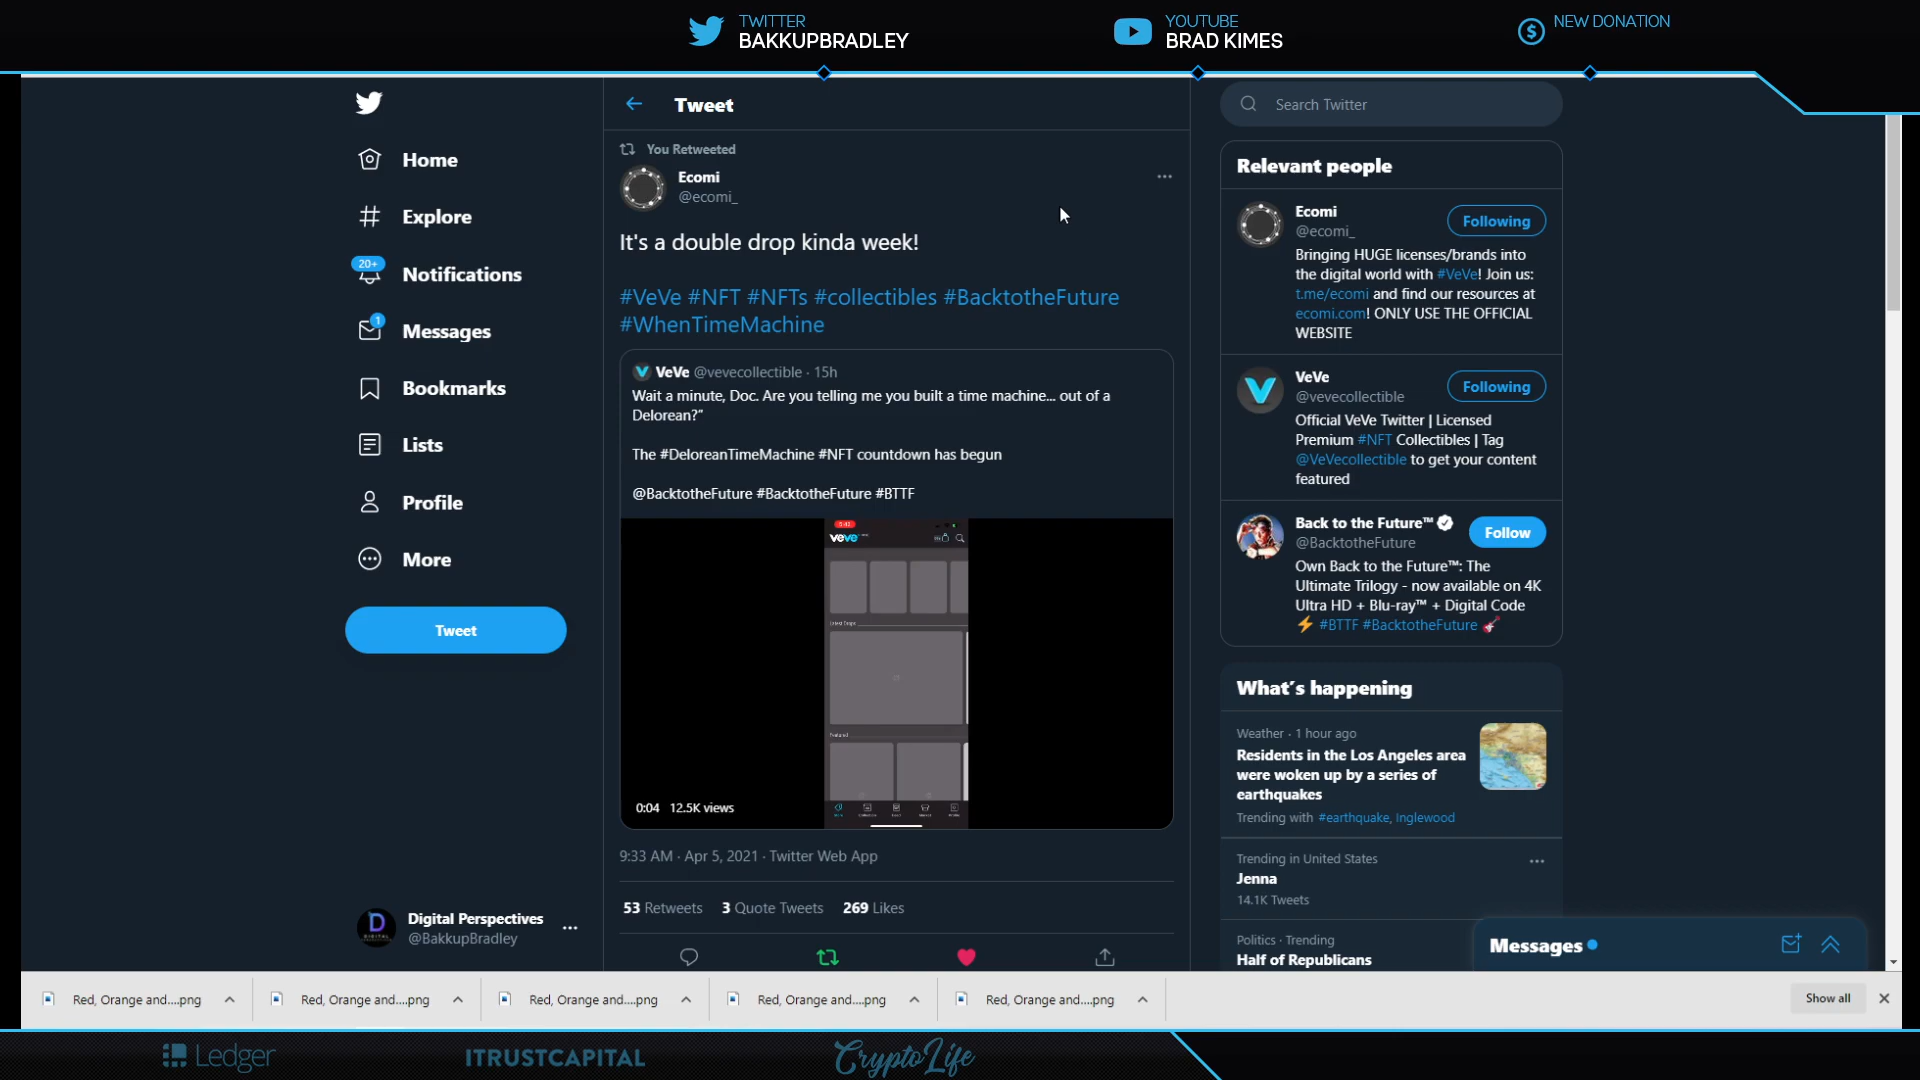 TWITTER
BAKKUPBRADLEY
YOUTUBE
BRAD KIMES
NEW DONATION
Home
Explore
20+
Notifications
1
Messages
Bookmarks
Lists
Profile
More
Tweet
Digital Perspectives
@BakkupBradley
Tweet
You Retweeted
Ecomi
@ecomi_
It's a double drop kinda week!
#VeVe #NFT #NFTs #collectibles #BacktotheFuture
#WhenTimeMachine
VeVe @vevecollectible · 15h
Wait a minute, Doc. Are you telling me you built a time machine... out of a
Delorean?"
The #DeloreanTimeMachine #NFT countdown has begun
@BacktotheFuture #BacktotheFuture #BTTF
veve
Latest Drops
Featured
0:04 12.5K views
9:33 AM · Apr 5, 2021 · Twitter Web App
53 Retweets 3 Quote Tweets 269 Likes
Search Twitter
Relevant people
Ecomi
@ecomi_
Following
Bringing HUGE licenses/brands into
the digital world with #VeVe! Join us:
t.me/ecomi and find our resources at
ecomi.com! ONLY USE THE OFFICIAL
WEBSITE
VeVe
@vevecollectible
Following
Official VeVe Twitter | Licensed
Premium #NFT Collectibles | Tag
@VeVecollectible to get your content
featured
Back to the Future™
@BacktotheFuture
Follow
Own Back to the Future™: The
Ultimate Trilogy - now available on 4K
Ultra HD + Blu-ray™ + Digital Code
⚡ #BTTF #BacktotheFuture 🎸
What's happening
Weather · 1 hour ago
Residents in the Los Angeles area
were woken up by a series of
earthquakes
Trending with #earthquake, Inglewood
Trending in United States
Jenna
14.1K Tweets
Politics · Trending
Half of Republicans
Messages
Red, Orange and....png
Red, Orange and....png
Red, Orange and....png
Red, Orange and....png
Red, Orange and....png
Show all
Ledger
ITRUSTCAPITAL
CryptoLife